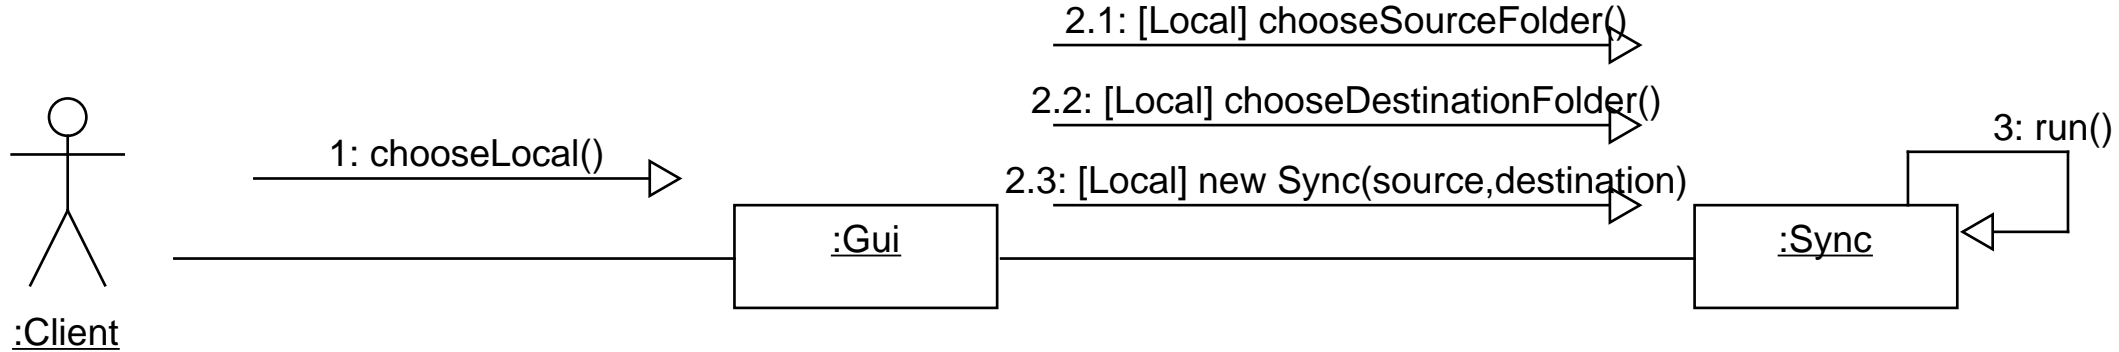 2.1: [Local] chooseSourceFolder()
2.2: [Local] chooseDestinationFolder()
3: run()
1: chooseLocal()
2.3: [Local] new Sync(source,destination)
:Gui
:Sync
:Client